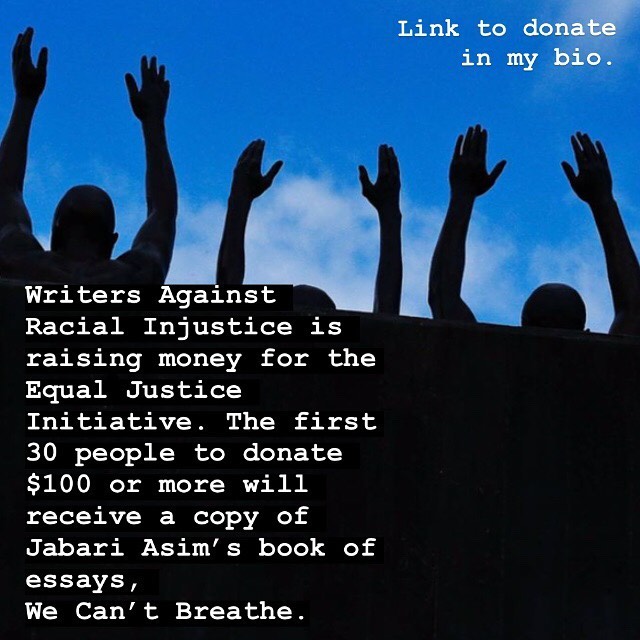 Link to donate
in my bio.
Writers Against
Racial Injustice is
raising money for the
Equal Justice
Initiative. The first
30 people to donate
$100 or more will
receive a copy of
Jabari Asim’s book of
essays,
We Can’t Breathe.